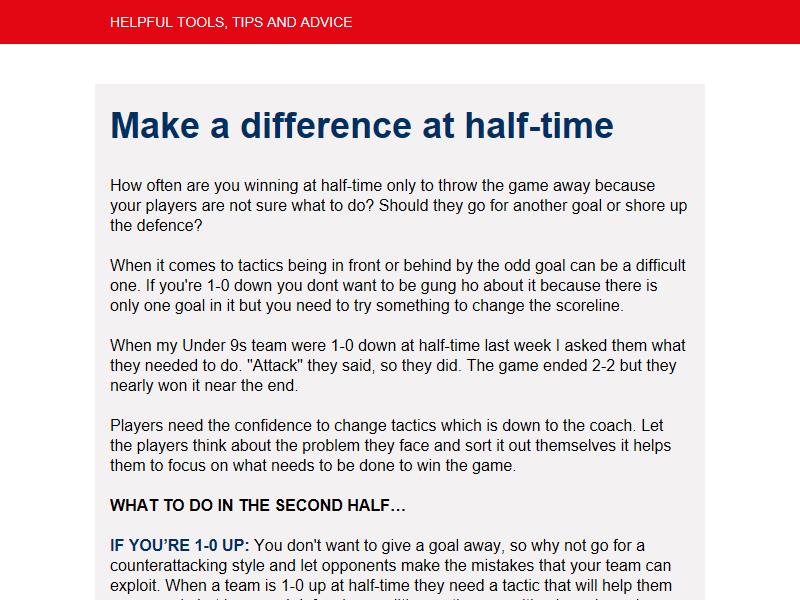 HELPFUL TOOLS, TIPS AND ADVICE
Make a difference at half-time
How often are you winning at half-time only to throw the game away because
your players are not sure what to do? Should they go for another goal or shore up
the defence?
When it comes to tactics being in front or behind by the odd goal can be a difficult
one. If you're 1-0 down you dont want to be gung ho about it because there is
only one goal in it but you need to try something to change the scoreline.
When my Under 9s team were 1-0 down at half-time last week I asked them what
they needed to do. "Attack" they said, so they did. The game ended 2-2 but they
nearly won it near the end.
Players need the confidence to change tactics which is down to the coach. Let
the players think about the problem they face and sort it out themselves it helps
them to focus on what needs to be done to win the game.
WHAT TO DO IN THE SECOND HALF…
IF YOU’RE 1-0 UP: You don't want to give a goal away, so why not go for a
counterattacking style and let opponents make the mistakes that your team can
exploit. When a team is 1-0 up at half-time they need a tactic that will help them